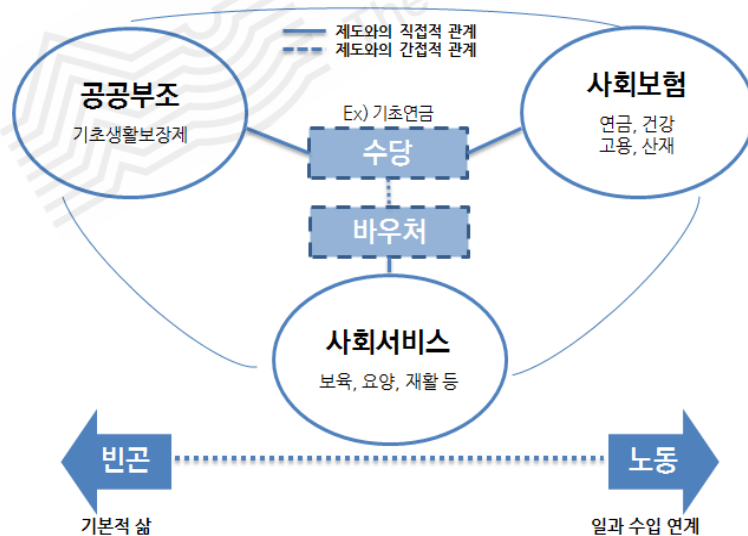 The
제도와의 직접적 관계
제도와의 간접적 관계
공공부조
기초생활보장제
사회보험
연금, 건강
고용, 산재
Ex) 기초연금
수당
바우처
사회서비스
보육, 요양, 재활 등
빈곤
노동
기본적 삶
일과 수입 연계